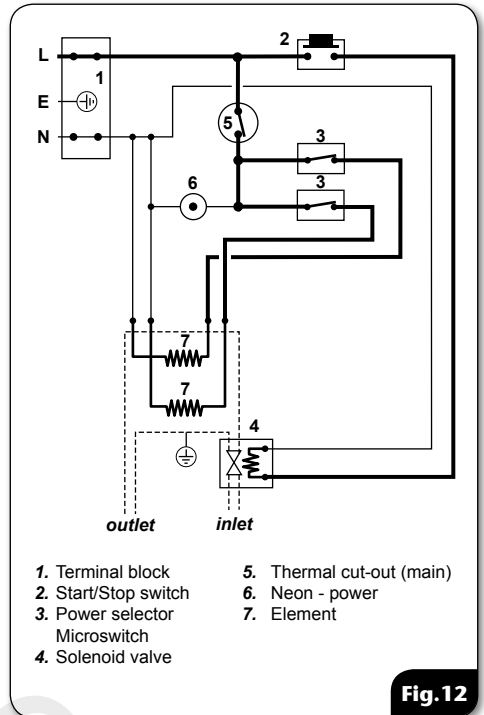 2
L
1
E
5
3
N
6
3
7
7
4
outlet
inlet
1. Terminal block
2. Start/Stop switch
3. Power selector
Microswitch
4. Solenoid valve
5. Thermal cut-out (main)
6. Neon - power
7. Element
Fig.12